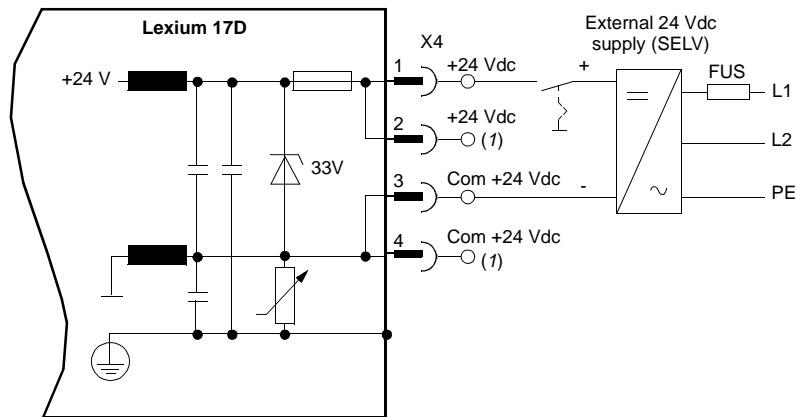 Lexium 17D
X4
External 24 Vdc
supply (SELV)
+24 V
1
+24 Vdc
+
FUS
L1
2
+24 Vdc
(1)
L2
33V
3
Com +24 Vdc
-
PE
4
Com +24 Vdc
(1)